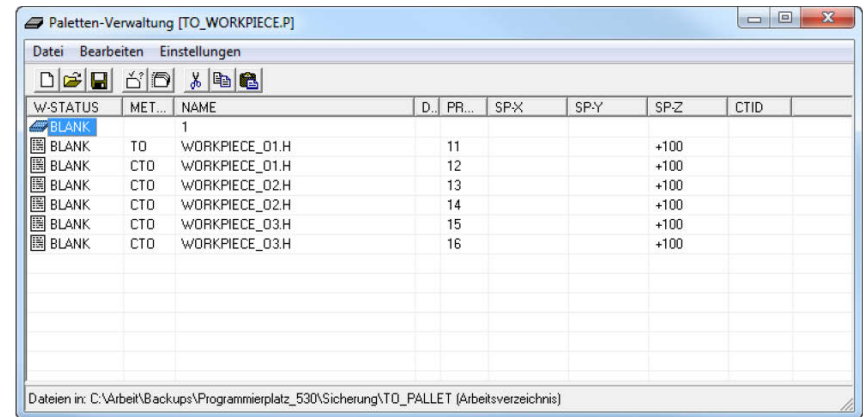 Paletten-Verwaltung [TO_WORKPIECE.P]
Datei Bearbeiten Einstellungen
W-STATUS MET... NAME D.. PR... SP-X SP-Y SP-Z CTID
BLANK 1
BLANK TO WORKPIECE_01.H 11 +100
BLANK CTO WORKPIECE_01.H 12 +100
BLANK CTO WORKPIECE_02.H 13 +100
BLANK CTO WORKPIECE_02.H 14 +100
BLANK CTO WORKPIECE_03.H 15 +100
BLANK CTO WORKPIECE_03.H 16 +100
Dateien in: C:\Arbeit\Backups\Programmierplatz_530\Sicherung\TO_PALLET (Arbeitsverzeichnis)